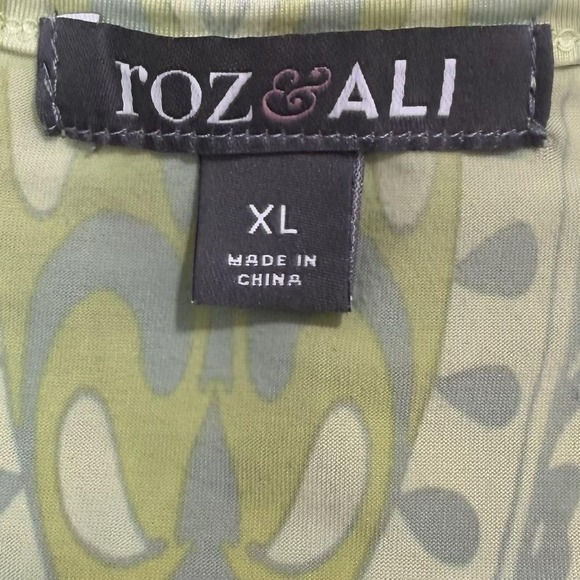 roz & ALI
XL
MADE IN
CHINA